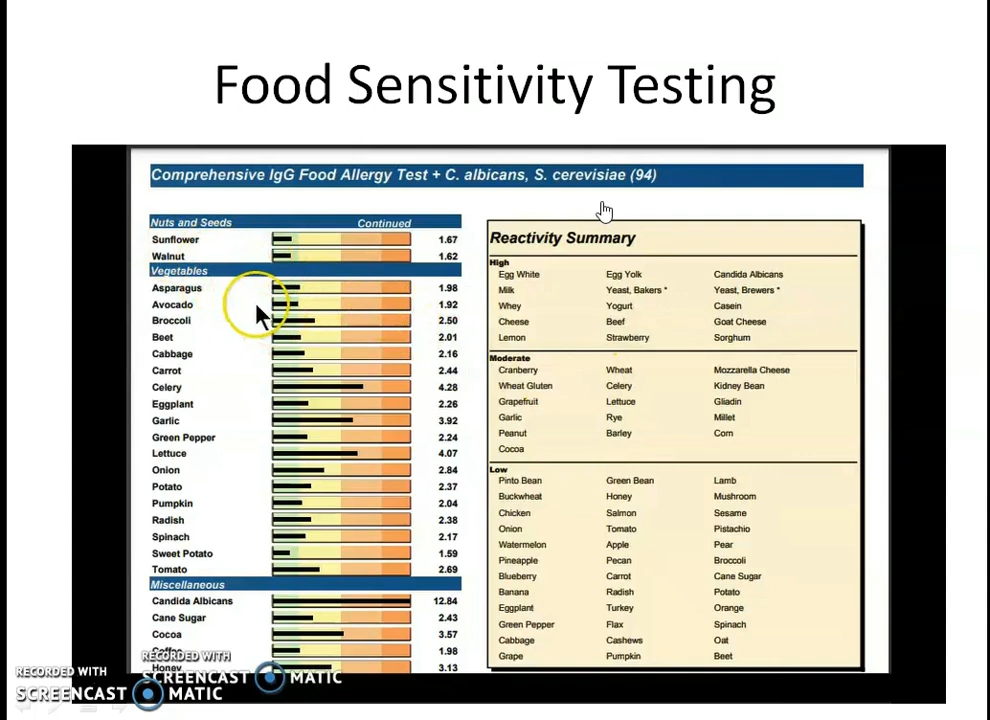 Food Sensitivity Testing
Comprehensive IgG Food Allergy Test + C. albicans, S. cerevisiae (94)
Nuts and Seeds Continued
Sunflower 1.67
Walnut 1.62
Vegetables
Asparagus 1.98
Avocado 1.92
Broccoli 2.50
Beet 2.01
Cabbage 2.16
Carrot 2.44
Celery 4.28
Eggplant 2.26
Garlic 3.92
Green Pepper 2.24
Lettuce 4.07
Onion 2.84
Potato 2.37
Pumpkin 2.04
Radish 2.38
Spinach 2.17
Sweet Potato 1.59
Tomato 2.69
Miscellaneous
Candida Albicans 12.84
Cane Sugar 2.43
Cocoa 3.57
Coffee 1.98
Honey 3.13
Reactivity Summary
High
Egg White Egg Yolk Candida Albicans
Milk Yeast, Bakers * Yeast, Brewers *
Whey Yogurt Casein
Cheese Beef Goat Cheese
Lemon Strawberry Sorghum
Moderate
Cranberry Wheat Mozzarella Cheese
Wheat Gluten Celery Kidney Bean
Grapefruit Lettuce Gliadin
Garlic Rye Millet
Peanut Barley Corn
Cocoa
Low
Pinto Bean Green Bean Lamb
Buckwheat Honey Mushroom
Chicken Salmon Sesame
Onion Tomato Pistachio
Watermelon Apple Pear
Pineapple Pecan Broccoli
Blueberry Carrot Cane Sugar
Banana Radish Potato
Eggplant Turkey Orange
Green Pepper Flax Spinach
Cabbage Cashews Oat
Grape Pumpkin Beet
RECORDED WITH
SCREENCAST MATIC
RECORDED WITH
SCREENCAST MATIC